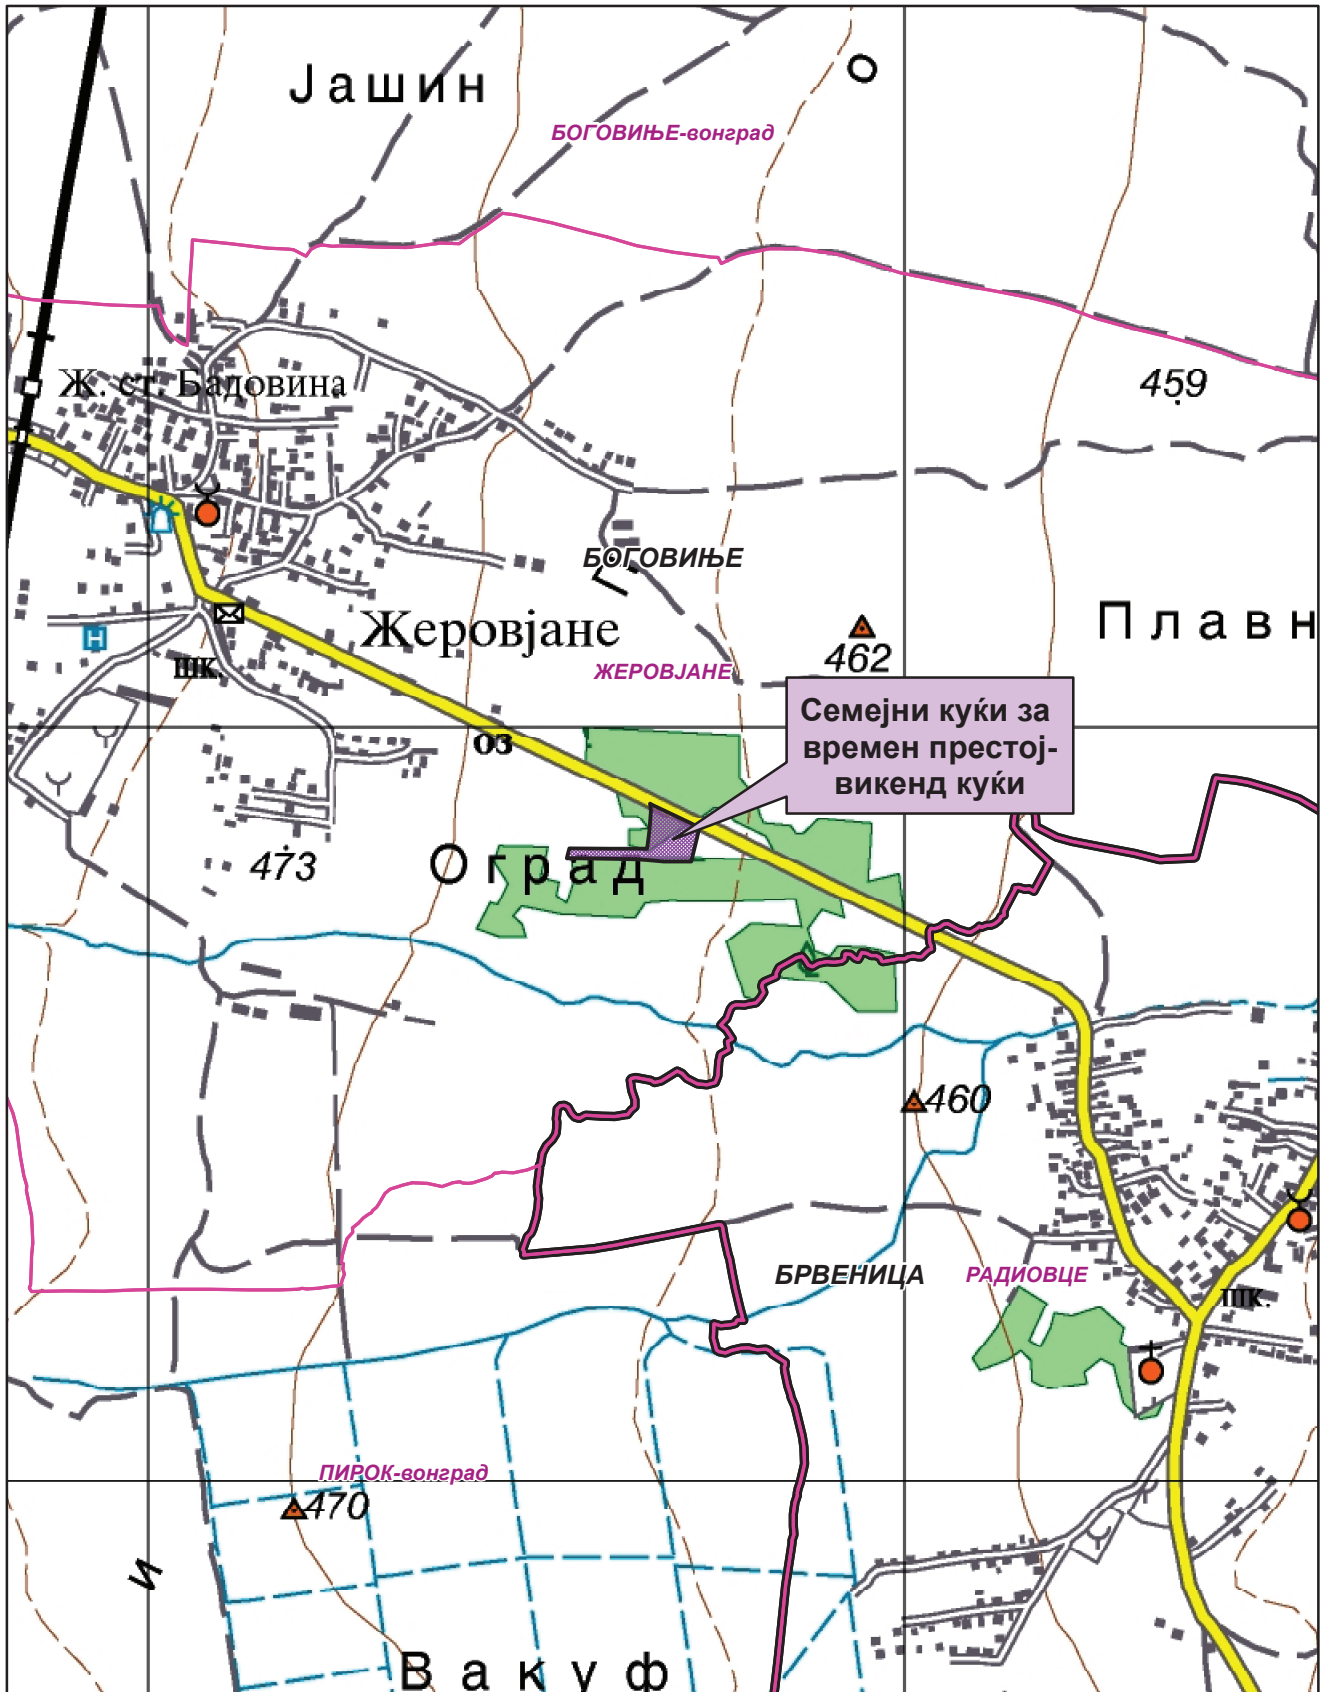 О
Јашин
БОГОВИЊЕ-вонград
Ж. ст. Бадовина
459
БОГОВИЊЕ
Г
Жеровјане
Плавн
462
ЖЕРОВЈАНЕ
H
шк.
Семејни куќи за
времен престој-
викенд куќи
оз
473
Оград
460
БРВЕНИЦА
РАДИОВЦЕ
шк.
ПИРОК-вонград
470
И
Вакуф